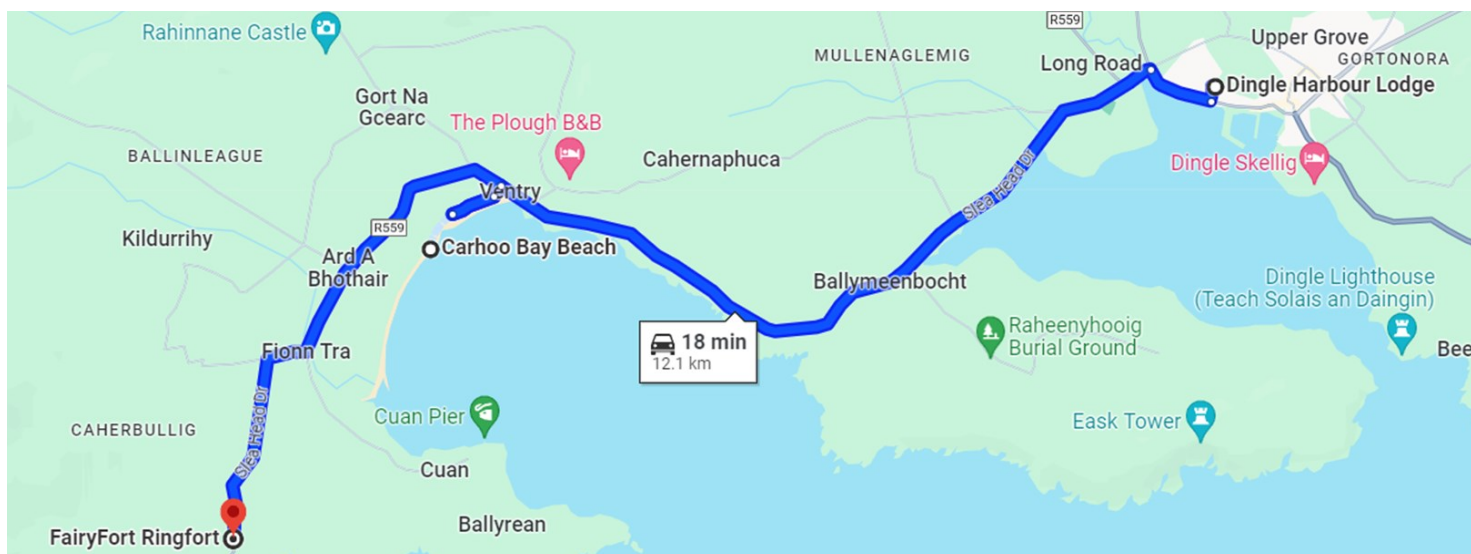 R559
Rahinnane Castle
Upper Grove
MULLENAGLEMIG
Long Road
GORTONORA
Dingle Harbour Lodge
Gort Na
Gcearc
The Plough B&B
BALLINLEAGUE
Cahernaphuca
Dingle Skellig
Ventry
Slea Head Dr
R559
Kildurrihy
Carhoo Bay Beach
Ard A
Bhothair
Ballymeenbocht
Dingle Lighthouse
(Teach Solais an Daingin)
Raheenyhooig
Burial Ground
18 min
12.1 km
Fionn Tra
Bee
Cuan Pier
Eask Tower
CAHERBULLIG
Slea Head Dr
Cuan
Ballyrean
FairyFort Ringfort